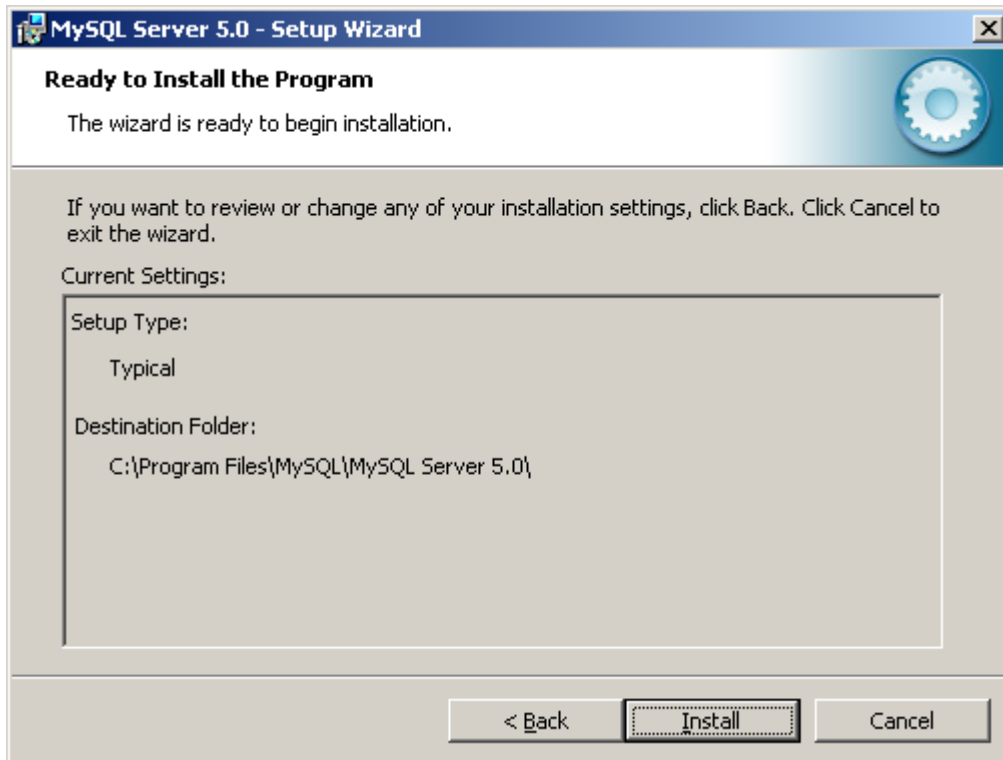 MySQL Server 5.0 - Setup Wizard
Ready to Install the Program
The wizard is ready to begin installation.
If you want to review or change any of your installation settings, click Back. Click Cancel to
exit the wizard.
Current Settings:
Setup Type:
Typical
Destination Folder:
C:\Program Files\MySQL\MySQL Server 5.0\
< Back
Install
Cancel